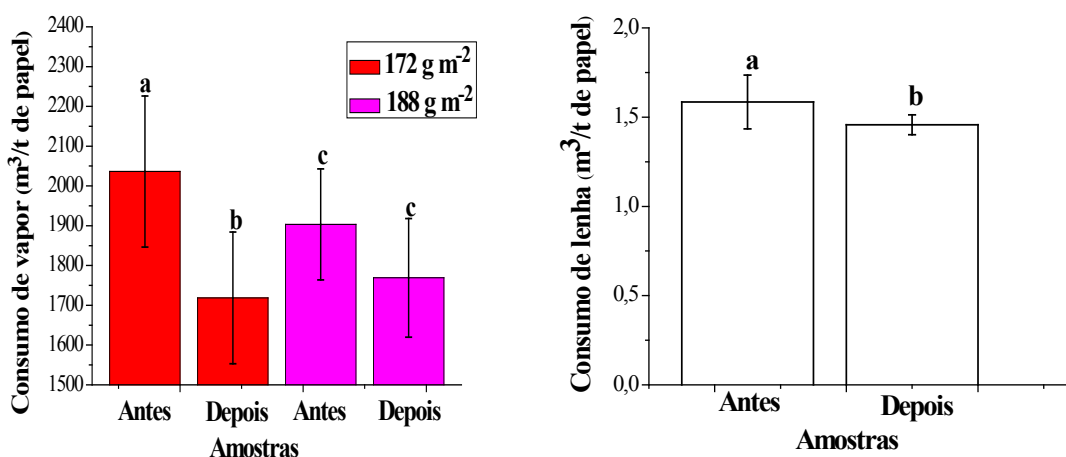 Consumo de vapor (m³/t de papel)
2400
2300
2200
2100
2000
1900
1800
1700
1600
1500
172 g m⁻²
188 g m⁻²
a
b
c
c
Antes
Depois
Antes
Depois
Amostras
Consumo de lenha (m³/t de papel)
2,0
1,5
1,0
0,5
0,0
a
b
Antes
Depois
Amostras